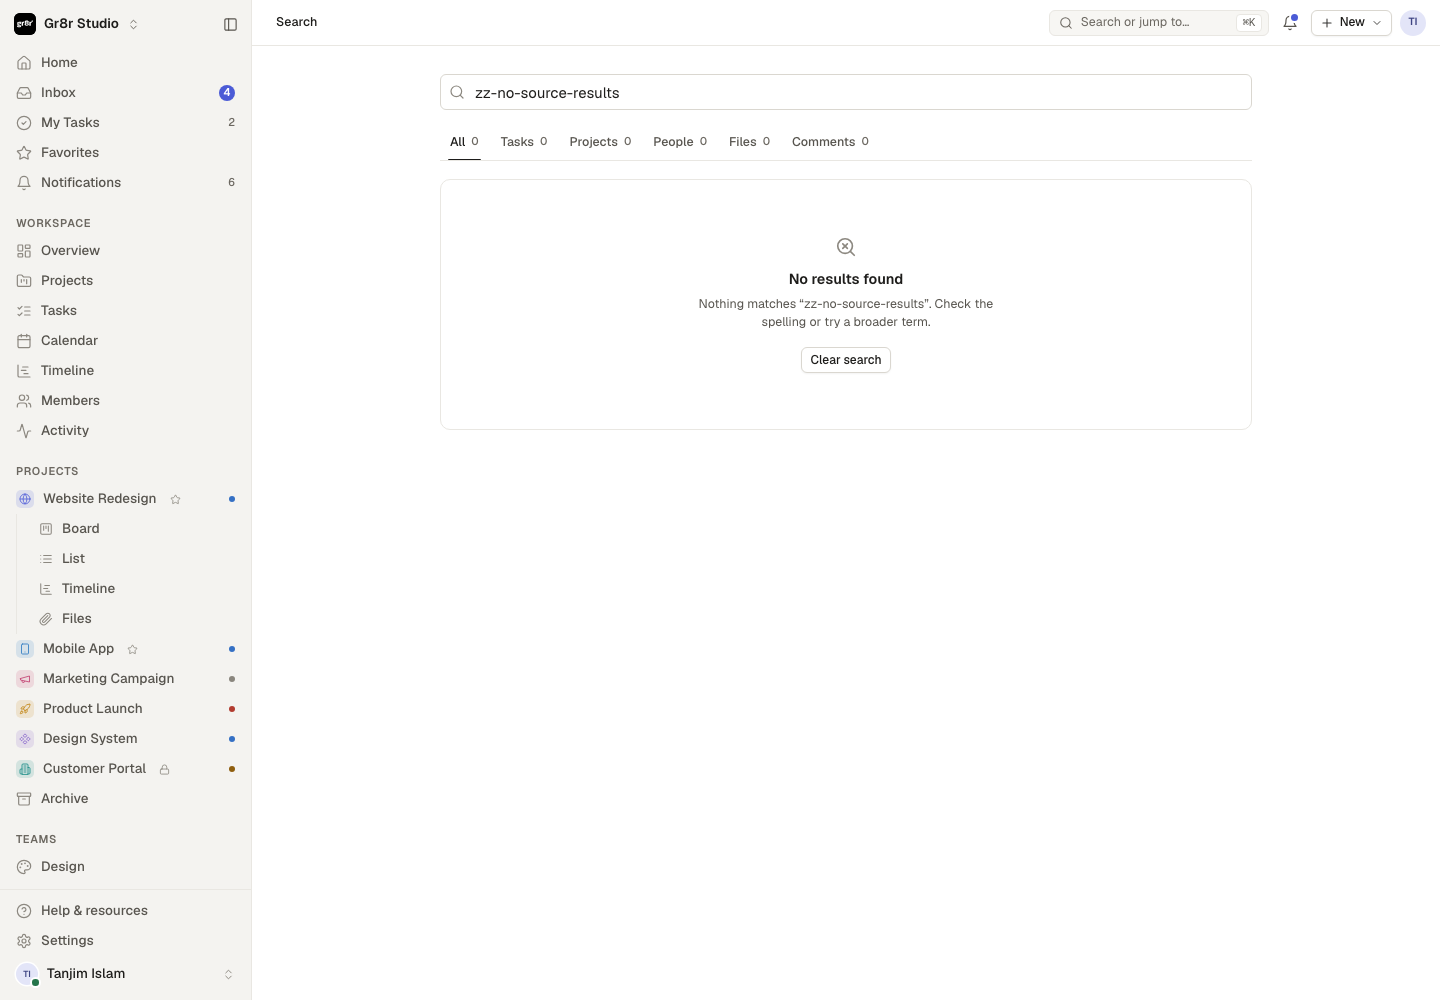 gr8r
Gr8r Studio
Home
Inbox 4
My Tasks 2
Favorites
Notifications 6
WORKSPACE
Overview
Projects
Tasks
Calendar
Timeline
Members
Activity
PROJECTS
Website Redesign
Board
List
Timeline
Files
Mobile App
Marketing Campaign
Product Launch
Design System
Customer Portal
Archive
TEAMS
Design
Help & resources
Settings
TI Tanjim Islam
Search
Search or jump to... ⌘K
New
TI
zz-no-source-results
All 0 Tasks 0 Projects 0 People 0 Files 0 Comments 0
No results found
Nothing matches “zz-no-source-results”. Check the
spelling or try a broader term.
Clear search